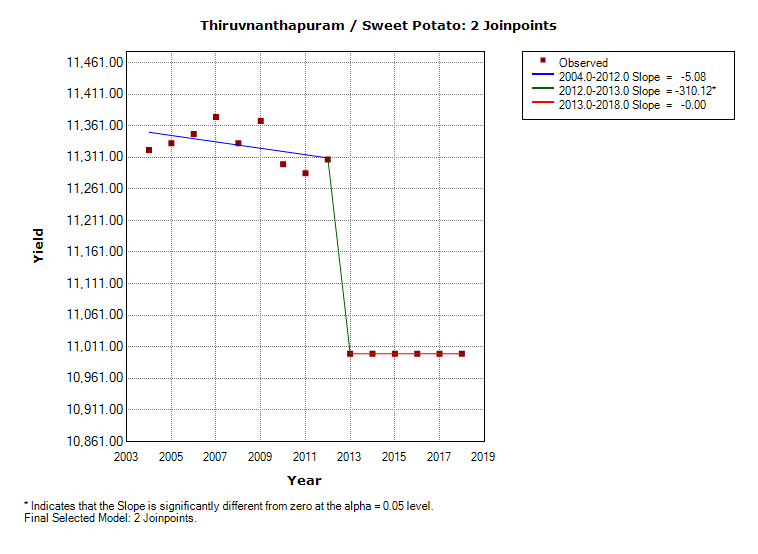 Thiruvnanthapuram / Sweet Potato: 2 Joinpoints
11,461.00
11,411.00
11,361.00
11,311.00
11,261.00
11,211.00
11,161.00
11,111.00
11,061.00
11,011.00
10,961.00
10,911.00
10,861.00
Yield
2003 2005 2007 2009 2011 2013 2015 2017 2019
Year
Observed
2004.0-2012.0 Slope = -5.08
2012.0-2013.0 Slope = -310.12*
2013.0-2018.0 Slope = -0.00
* Indicates that the Slope is significantly different from zero at the alpha = 0.05 level.
Final Selected Model: 2 Joinpoints.